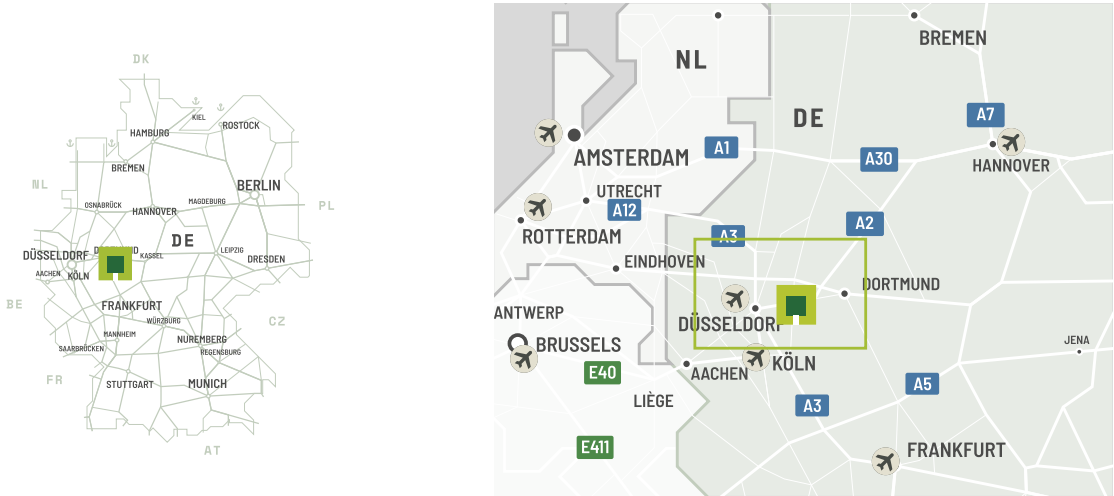 DK
KIEL
ROSTOCK
HAMBURG
BREMEN
NL
BERLIN
OSNABRÜCK
HANNOVER
MAGDEBURG
PL
DE
DÜSSELDORF
KASSEL
LEIPZIG
DRESDEN
AACHEN
KÖLN
BE
FRANKFURT
WÜRZBURG
CZ
MANNHEIM
SAARBRÜCKEN
NUREMBERG
REGENSBURG
FR
STUTTGART
MUNICH
AT
NL
BREMEN
DE
A7
AMSTERDAM
A1
A30
HANNOVER
UTRECHT
A12
ROTTERDAM
A3
A2
EINDHOVEN
DORTMUND
ANTWERP
DÜSSELDORF
BRUSSELS
JENA
E40
AACHEN
KÖLN
LIÈGE
A5
A3
E411
FRANKFURT